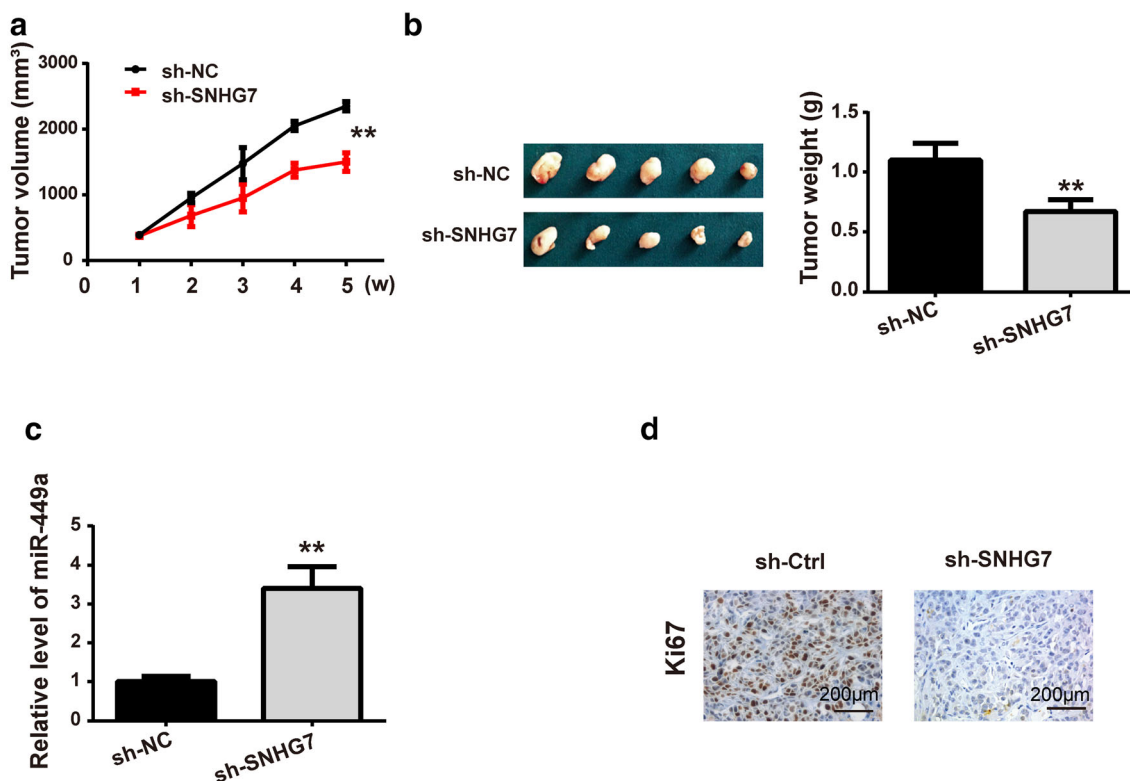 a
Tumor volume (mm³)
3000
2000
1000
0
sh-NC
sh-SNHG7
**
0 1 2 3 4 5 (w)
b
sh-NC
sh-SNHG7
Tumor weight (g)
1.5
1.0
0.5
0.0
**
sh-NC
sh-SNHG7
c
Relative level of miR-449a
5
4
3
2
1
0
**
sh-NC
sh-SNHG7
d
sh-Ctrl
sh-SNHG7
Ki67
200μm
200μm